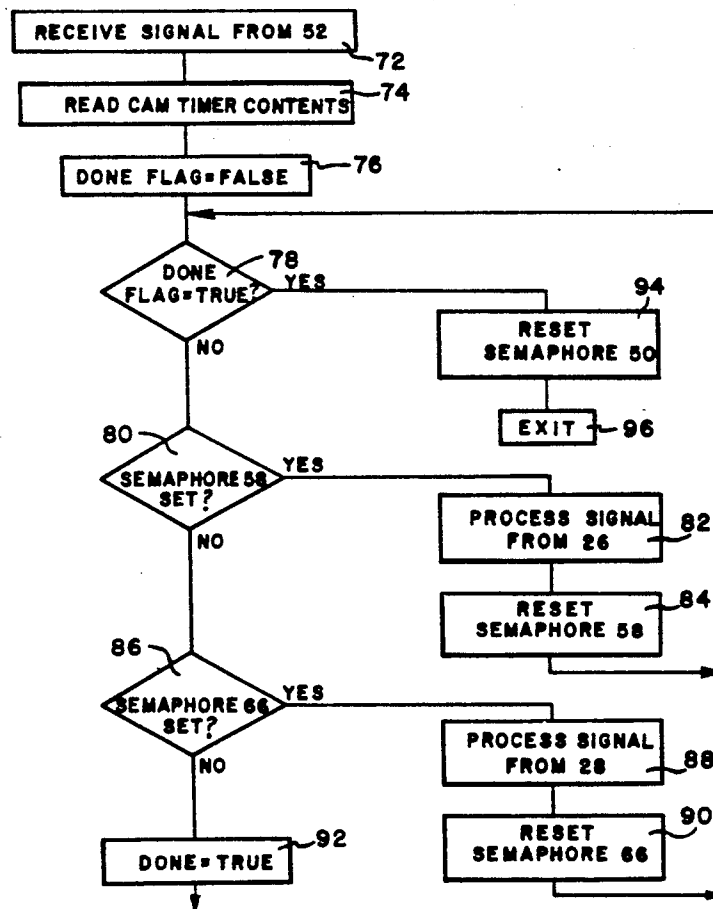 RECEIVE SIGNAL FROM 52
72
READ CAM TIMER CONTENTS
74
DONE FLAG=FALSE
76
78
DONE
FLAG=TRUE?
YES
NO
94
RESET
SEMAPHORE 50
EXIT
96
80
SEMAPHORE 58
SET?
YES
NO
PROCESS SIGNAL
FROM 26
82
RESET
SEMAPHORE 58
84
86
SEMAPHORE 66
SET?
YES
NO
PROCESS SIGNAL
FROM 28
88
RESET
SEMAPHORE 66
90
DONE=TRUE
92